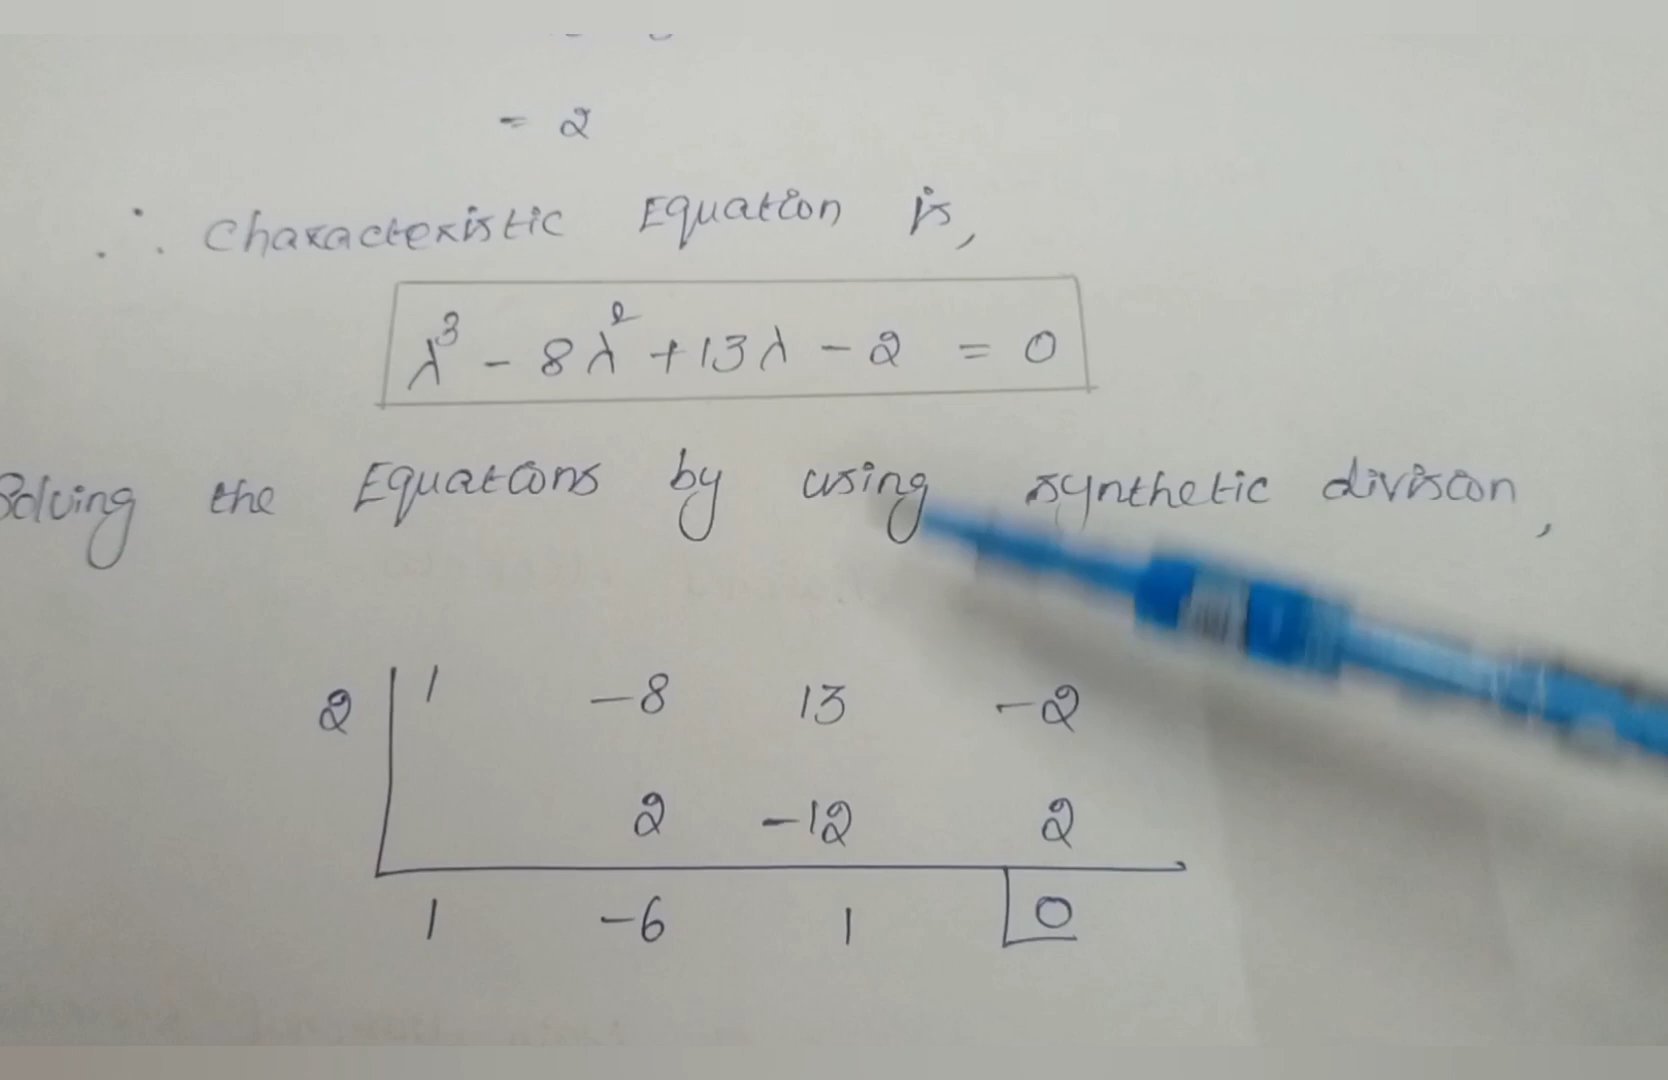 = 2
∴ Characteristic Equation is,
λ³ - 8λ² + 13λ - 2 = 0
Solving the Equations by using synthetic division,
2 | 1 -8 13 -2
2 -12 2
1 -6 1 | 0